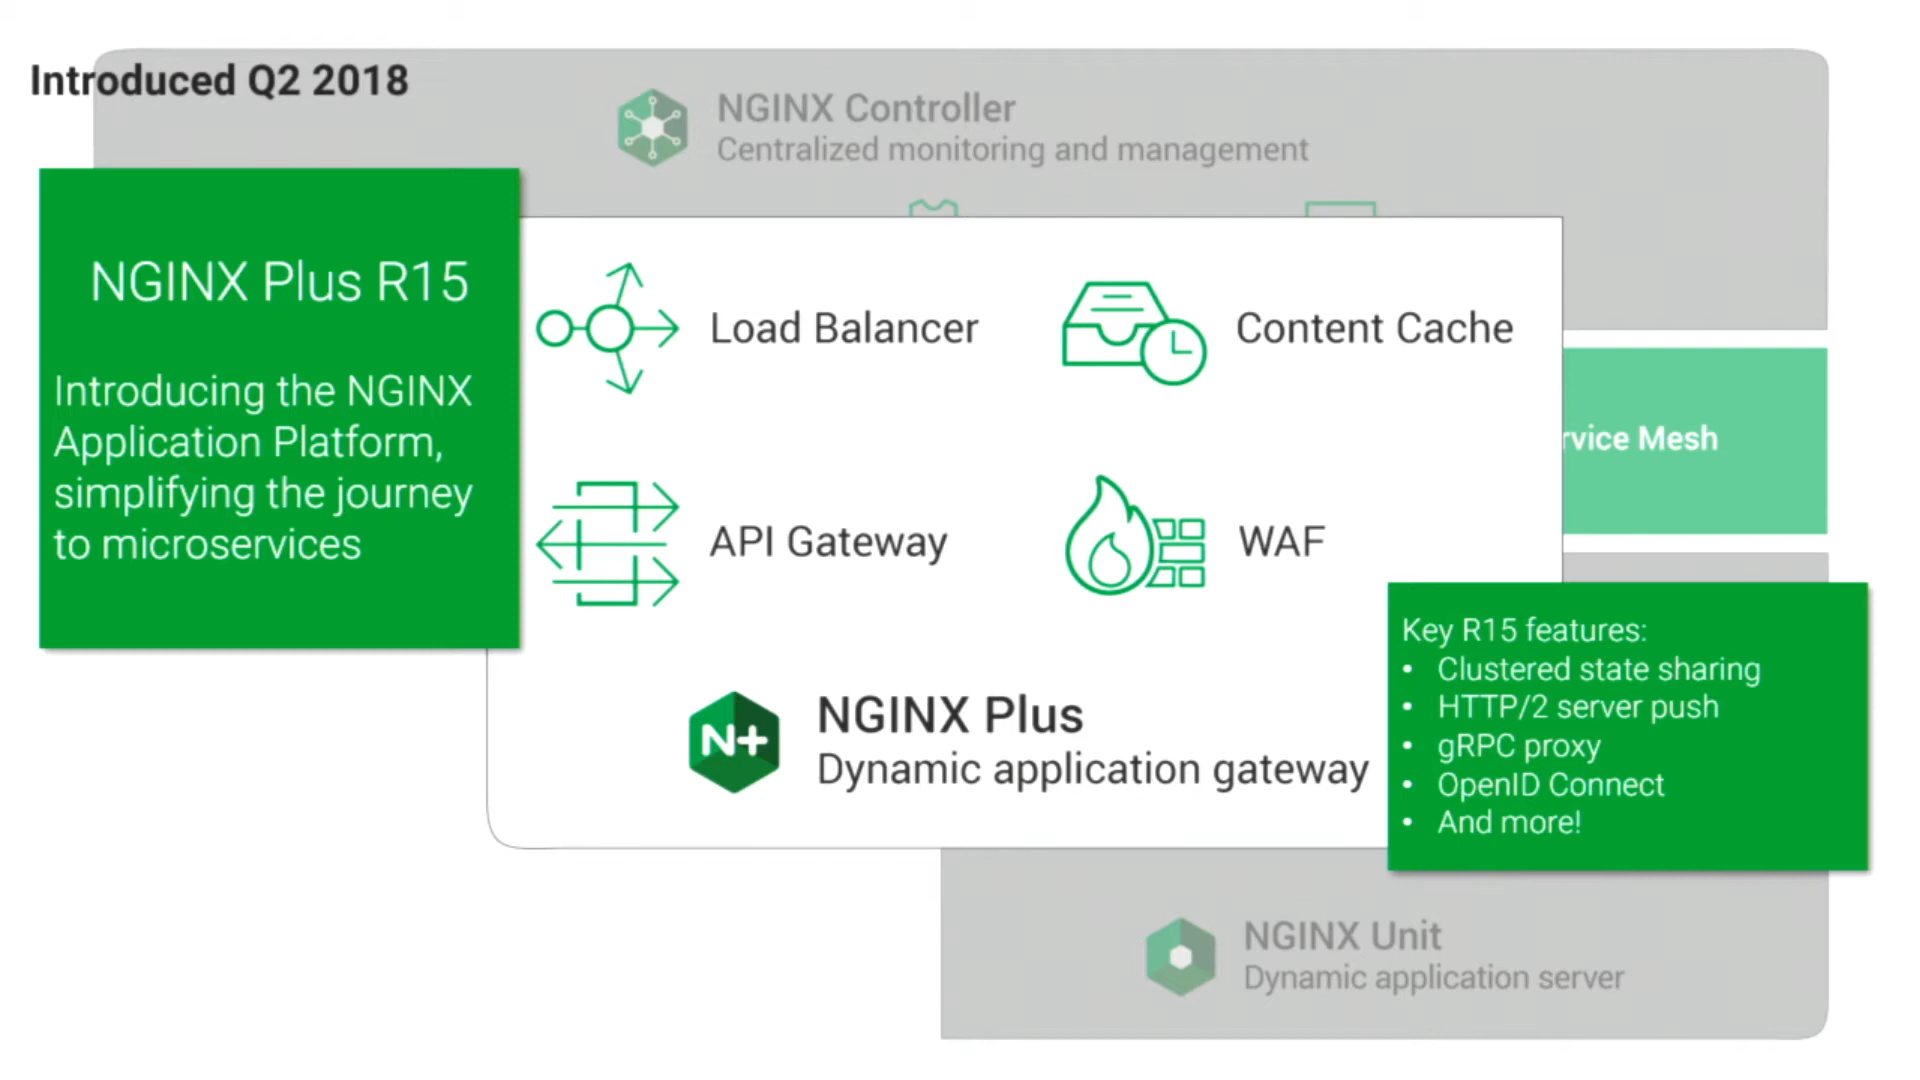 Introduced Q2 2018
NGINX Controller
Centralized monitoring and management
NGINX Plus R15
Introducing the NGINX
Application Platform,
simplifying the journey
to microservices
Load Balancer
Content Cache
API Gateway
WAF
rvice Mesh
N+
NGINX Plus
Dynamic application gateway
Key R15 features:
• Clustered state sharing
• HTTP/2 server push
• gRPC proxy
• OpenID Connect
• And more!
NGINX Unit
Dynamic application server